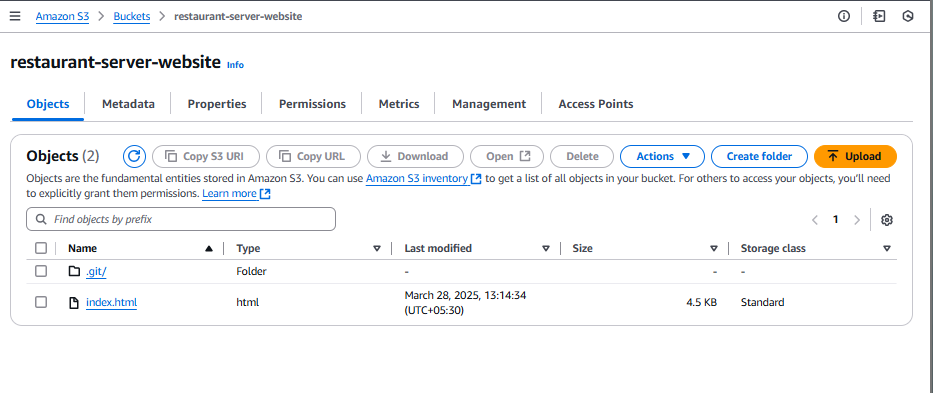 Amazon S3 > Buckets > restaurant-server-website
restaurant-server-website Info
Objects Metadata Properties Permissions Metrics Management Access Points
Objects (2) Copy S3 URI Copy URL Download Open Delete Actions Create folder Upload
Objects are the fundamental entities stored in Amazon S3. You can use Amazon S3 inventory to get a list of all objects in your bucket. For others to access your objects, you'll need
to explicitly grant them permissions. Learn more
Find objects by prefix 1
Name Type Last modified Size Storage class
.git/ Folder - - -
index.html html March 28, 2025, 13:14:34 4.5 KB Standard
(UTC+05:30)